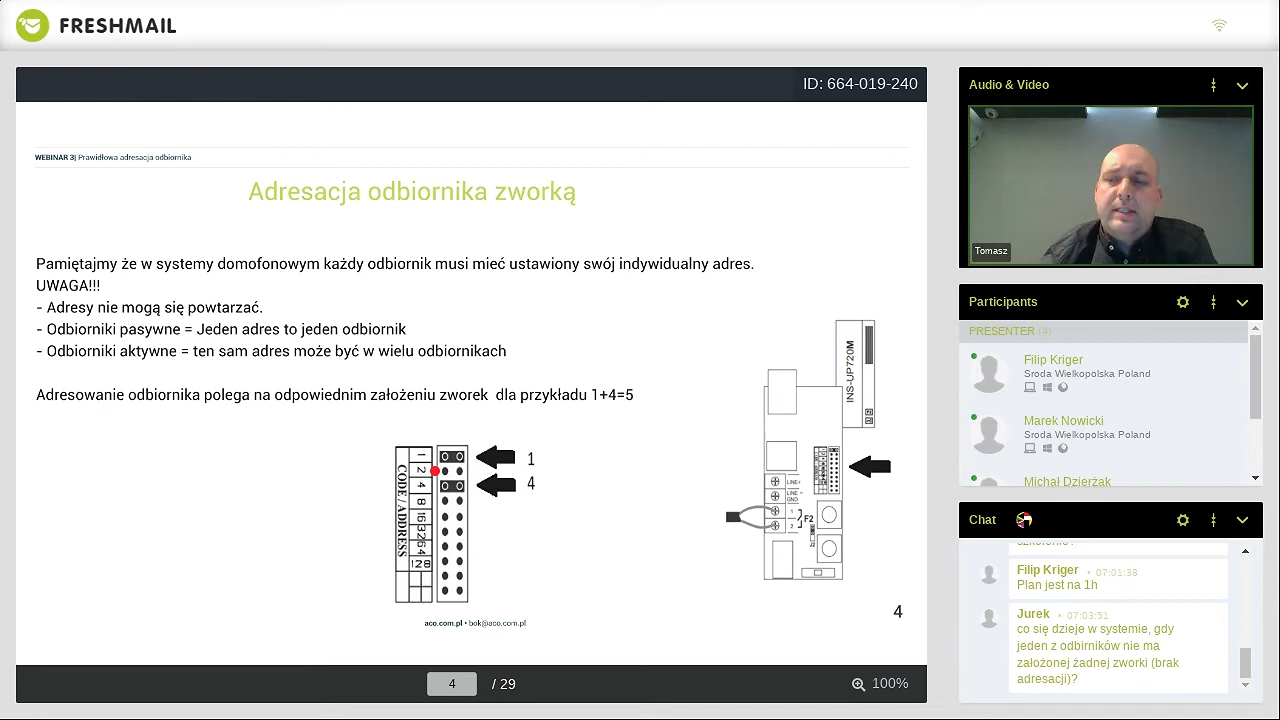 FRESHMAIL
ID: 664-019-240
WEBINAR 3| Prawidłowa adresacja odbiornika
Adresacja odbiornika zworką
Pamiętajmy że w systemy domofonowym każdy odbiornik musi mieć ustawiony swój indywidualny adres.
UWAGA!!!
- Adresy nie mogą się powtarzać.
- Odbiorniki pasywne = Jeden adres to jeden odbiornik
- Odbiorniki aktywne = ten sam adres może być w wielu odbiornikach
Adresowanie odbiornika polega na odpowiednim założeniu zworek dla przykładu 1+4=5
CODE / ADDRESS
1
2
4
8
16
32
64
128
1
4
INS-UP720M
LINE+
LINE -
GND
1
2
F2
4
aco.com.pl • bok@aco.com.pl
4 / 29
100%
Audio & Video
Tomasz
Participants
PRESENTER (4)
Filip Kriger
Sroda Wielkopolska Poland
Marek Nowicki
Sroda Wielkopolska Poland
Michał Dzierżak
Chat
Filip Kriger • 07:01:38
Plan jest na 1h
Jurek • 07:03:51
co się dzieje w systemie, gdy
jeden z odbirników nie ma
założonej żadnej zworki (brak
adresacji)?